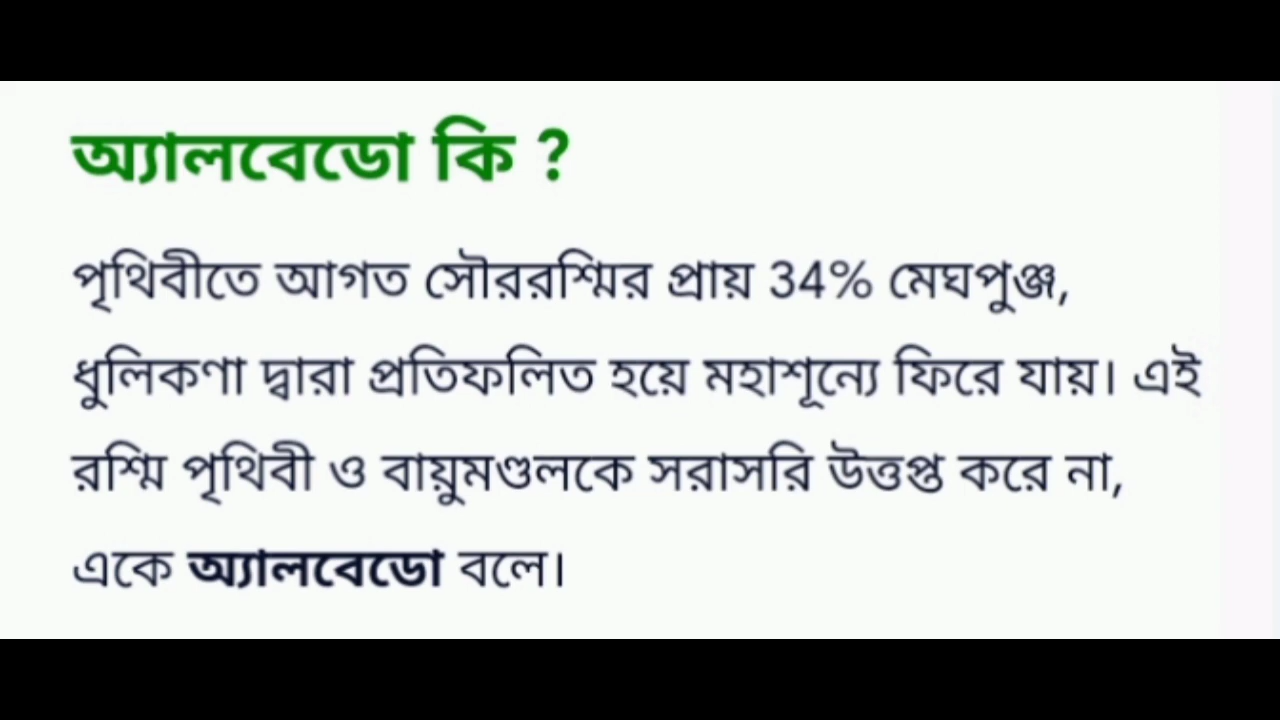 অ্যালবেডো কি ?
পৃথিবীতে আগত সৌররশ্মির প্রায় 34% মেঘপুঞ্জ,
ধুলিকণা দ্বারা প্রতিফলিত হয়ে মহাশূন্যে ফিরে যায়। এই
রশ্মি পৃথিবী ও বায়ুমণ্ডলকে সরাসরি উত্তপ্ত করে না,
একে অ্যালবেডো বলে।